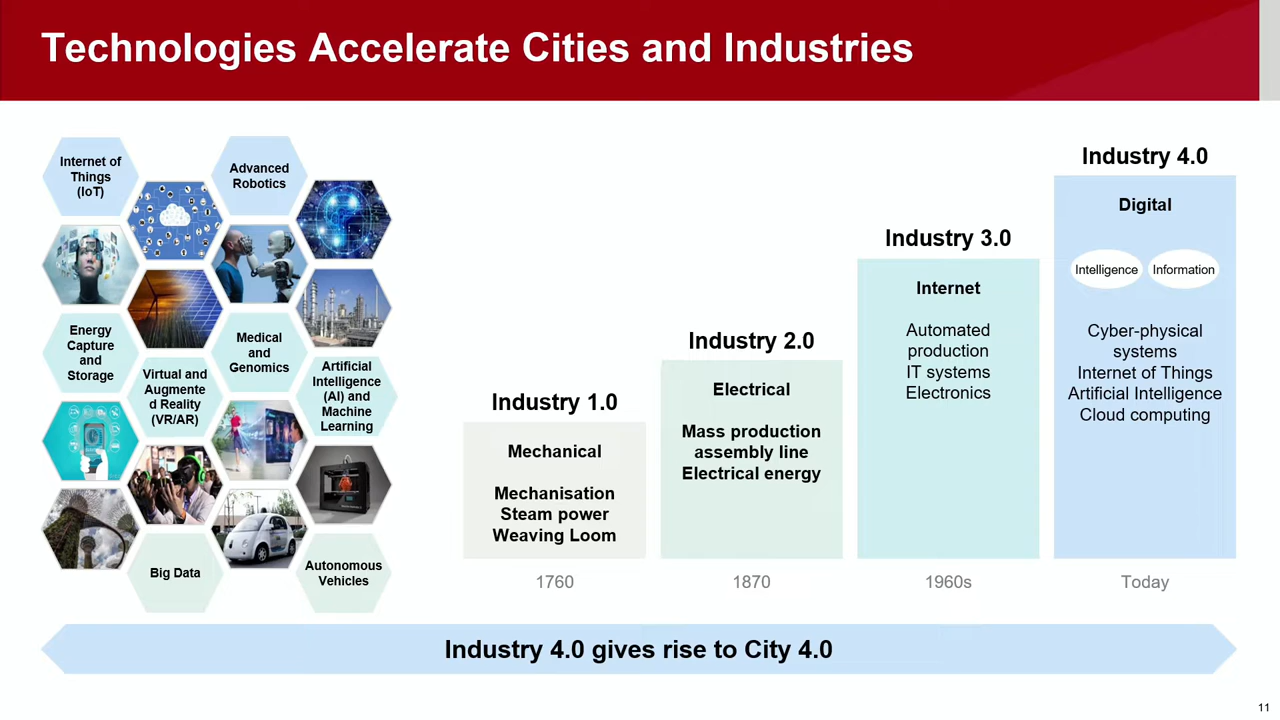 Technologies Accelerate Cities and Industries
Internet of
Things
(IoT)
Advanced
Robotics
Energy
Capture
and
Storage
Medical
and
Genomics
Virtual and
Augmente
d Reality
(VR/AR)
Artificial
Intelligence
(AI) and
Machine
Learning
Big Data
Autonomous
Vehicles
Industry 1.0
Mechanical
Mechanisation
Steam power
Weaving Loom
1760
Industry 2.0
Electrical
Mass production
assembly line
Electrical energy
1870
Industry 3.0
Internet
Automated
production
IT systems
Electronics
1960s
Industry 4.0
Digital
Intelligence
Information
Cyber-physical
systems
Internet of Things
Artificial Intelligence
Cloud computing
Today
Industry 4.0 gives rise to City 4.0
11